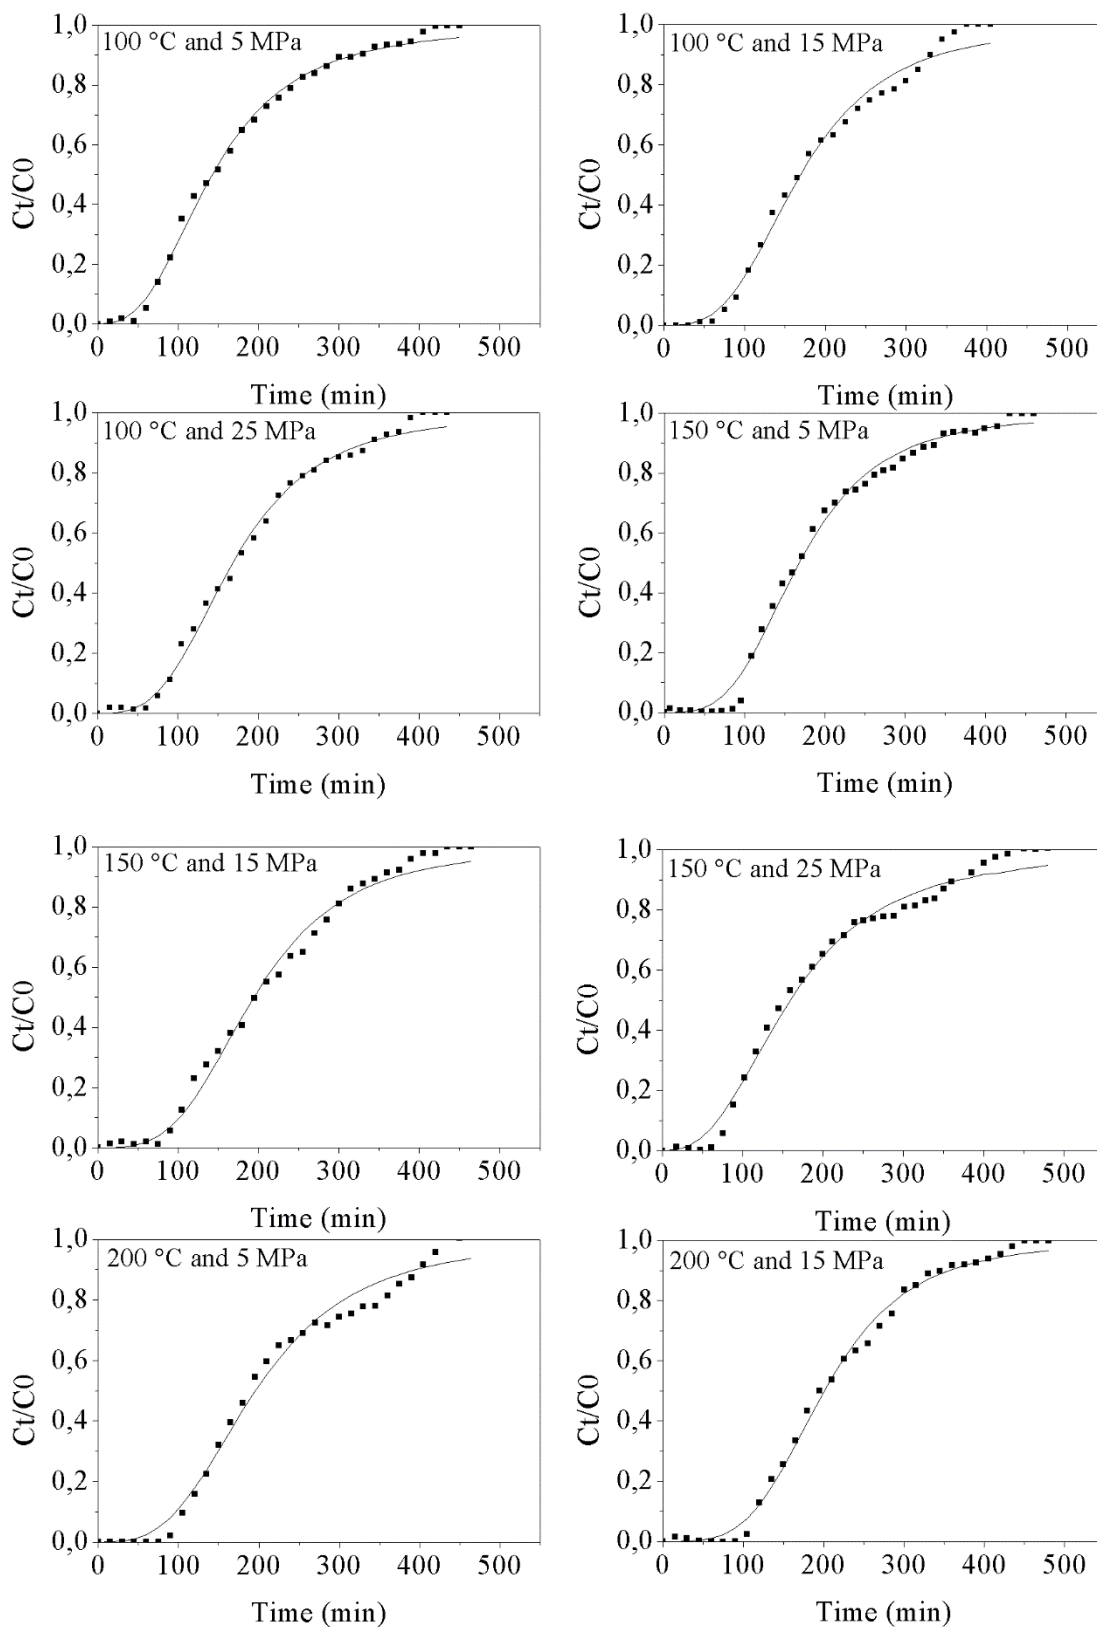 100 °C and 5 MPa
Ct/C0
1,0
0,8
0,6
0,4
0,2
0,0
0 100 200 300 400 500
Time (min)
100 °C and 15 MPa
Ct/C0
1,0
0,8
0,6
0,4
0,2
0,0
0 100 200 300 400 500
Time (min)
100 °C and 25 MPa
Ct/C0
1,0
0,8
0,6
0,4
0,2
0,0
0 100 200 300 400 500
Time (min)
150 °C and 5 MPa
Ct/C0
1,0
0,8
0,6
0,4
0,2
0,0
0 100 200 300 400 500
Time (min)
150 °C and 15 MPa
Ct/C0
1,0
0,8
0,6
0,4
0,2
0,0
0 100 200 300 400 500
Time (min)
150 °C and 25 MPa
Ct/C0
1,0
0,8
0,6
0,4
0,2
0,0
0 100 200 300 400 500
Time (min)
200 °C and 5 MPa
Ct/C0
1,0
0,8
0,6
0,4
0,2
0,0
0 100 200 300 400 500
Time (min)
200 °C and 15 MPa
Ct/C0
1,0
0,8
0,6
0,4
0,2
0,0
0 100 200 300 400 500
Time (min)